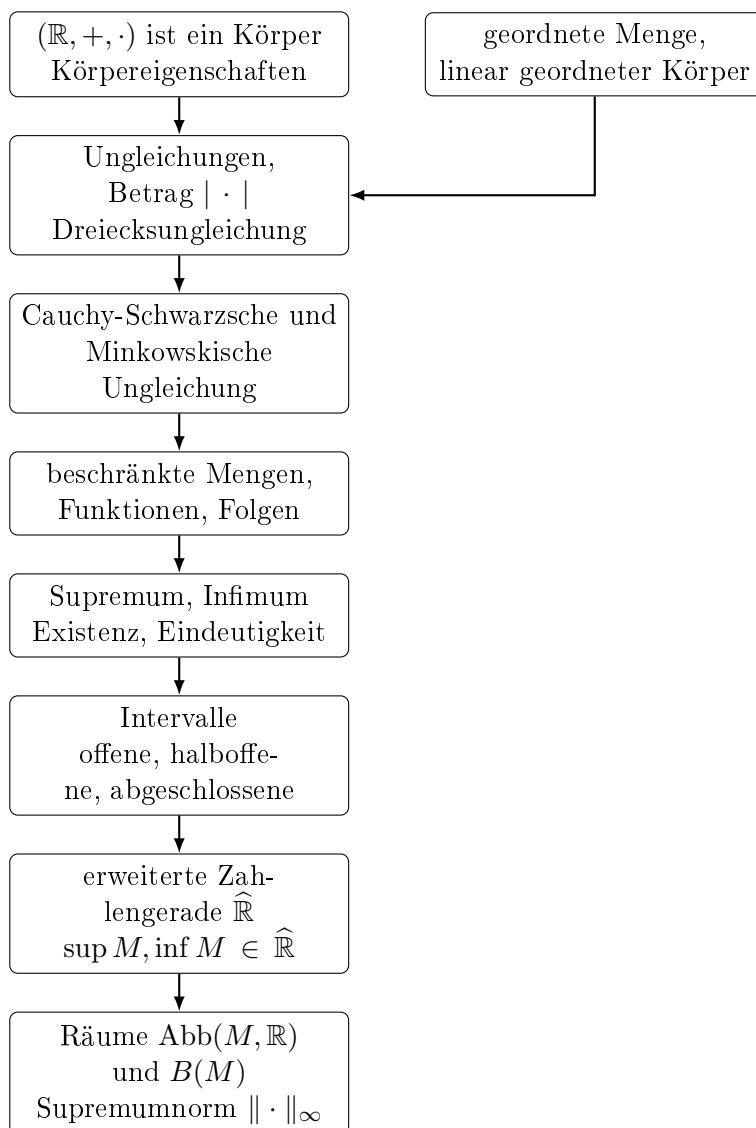 (ℝ, +, ·) ist ein Körper
Körpereigenschaften
geordnete Menge,
linear geordneter Körper
Ungleichungen,
Betrag | · |
Dreiecksungleichung
Cauchy-Schwarzsche und
Minkowskische
Ungleichung
beschränkte Mengen,
Funktionen, Folgen
Supremum, Infimum
Existenz, Eindeutigkeit
Intervalle
offene, halboffe-
ne, abgeschlossene
erweiterte Zah-
lengerade ℝ̂
sup M, inf M ∈ ℝ̂
Räume Abb(M, ℝ)
und B(M)
Supremumnorm ‖ · ‖∞